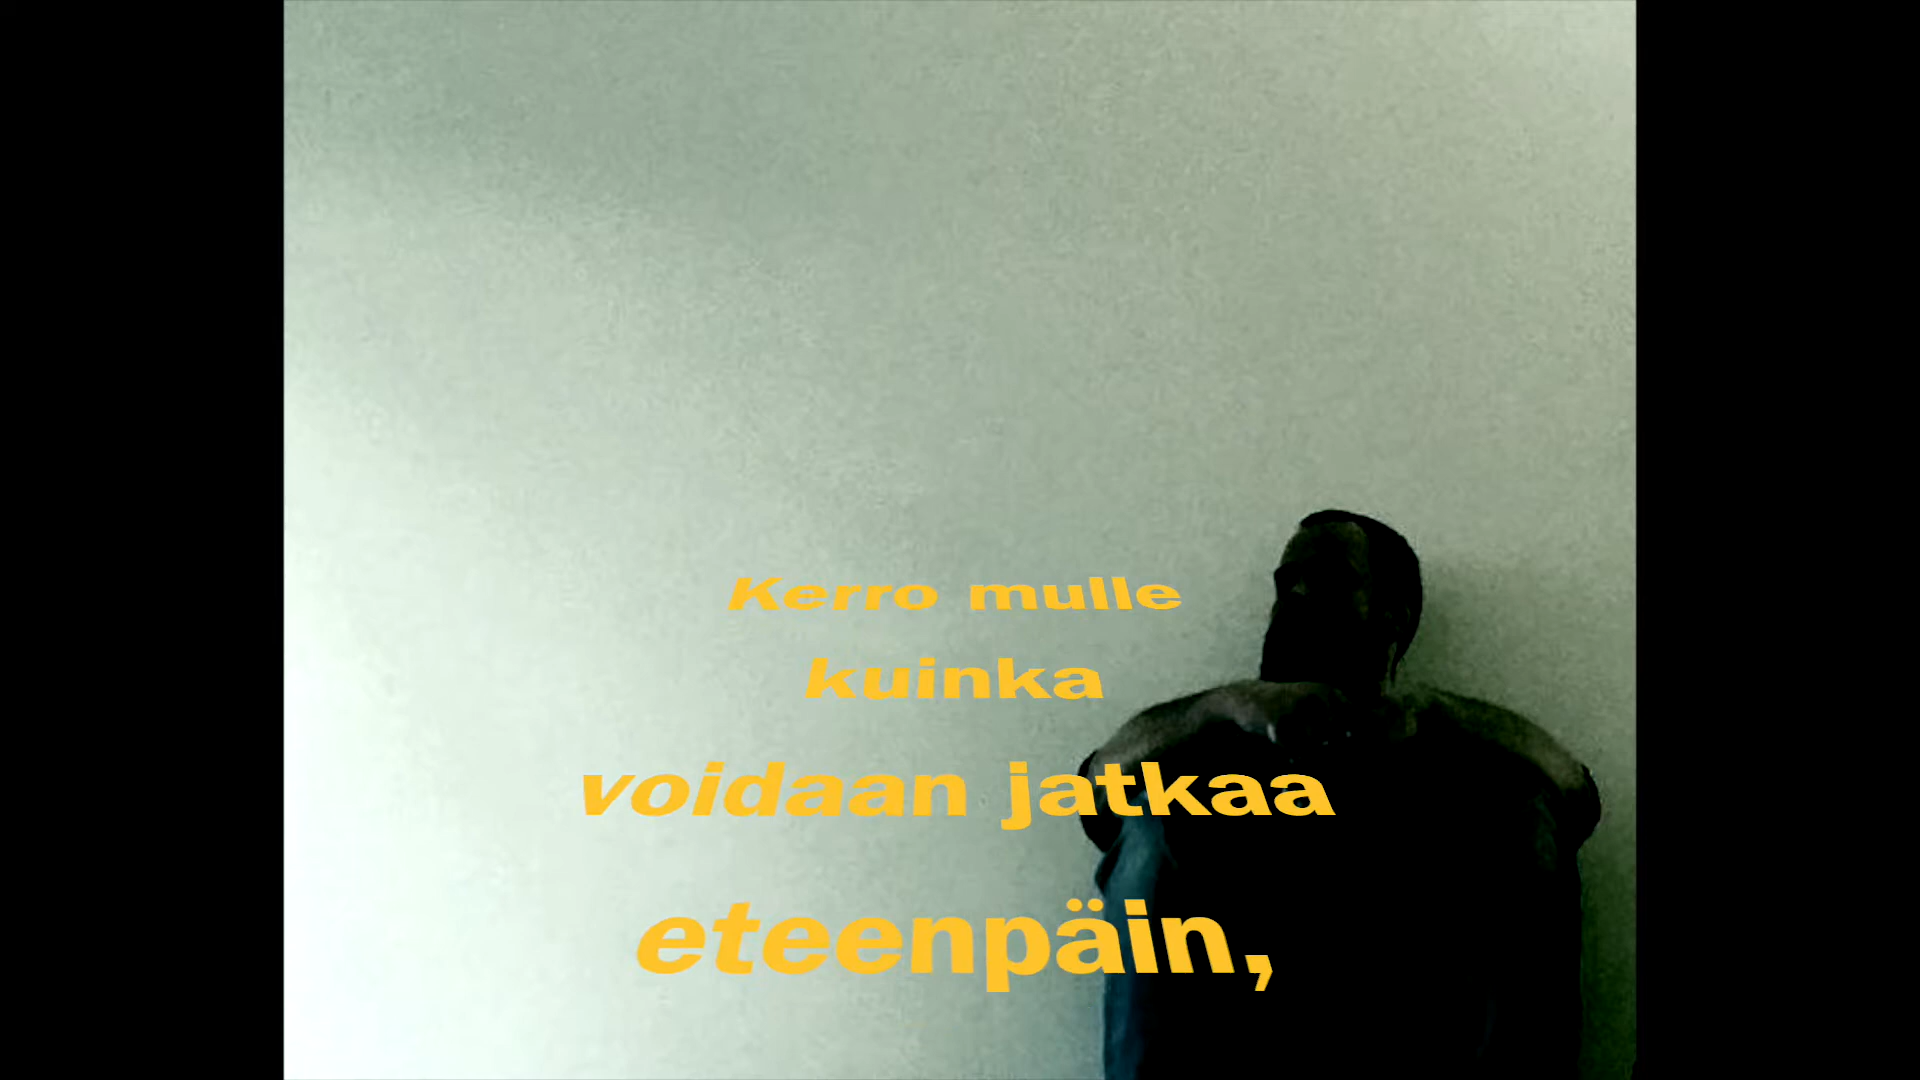 Kerro mulle
kuinka
voidaan jatkaa
eteenpäin,